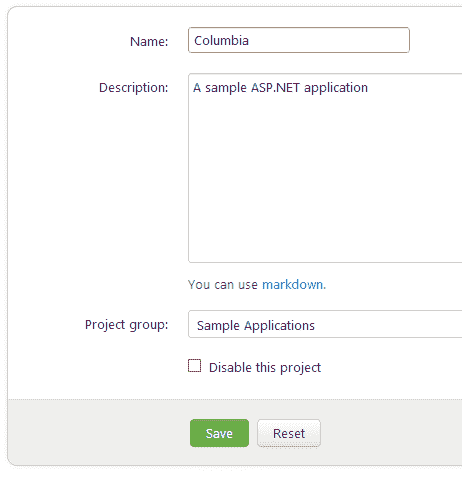 Name: Columbia
Description: A sample ASP.NET application
You can use markdown.
Project group: Sample Applications
Disable this project
Save Reset